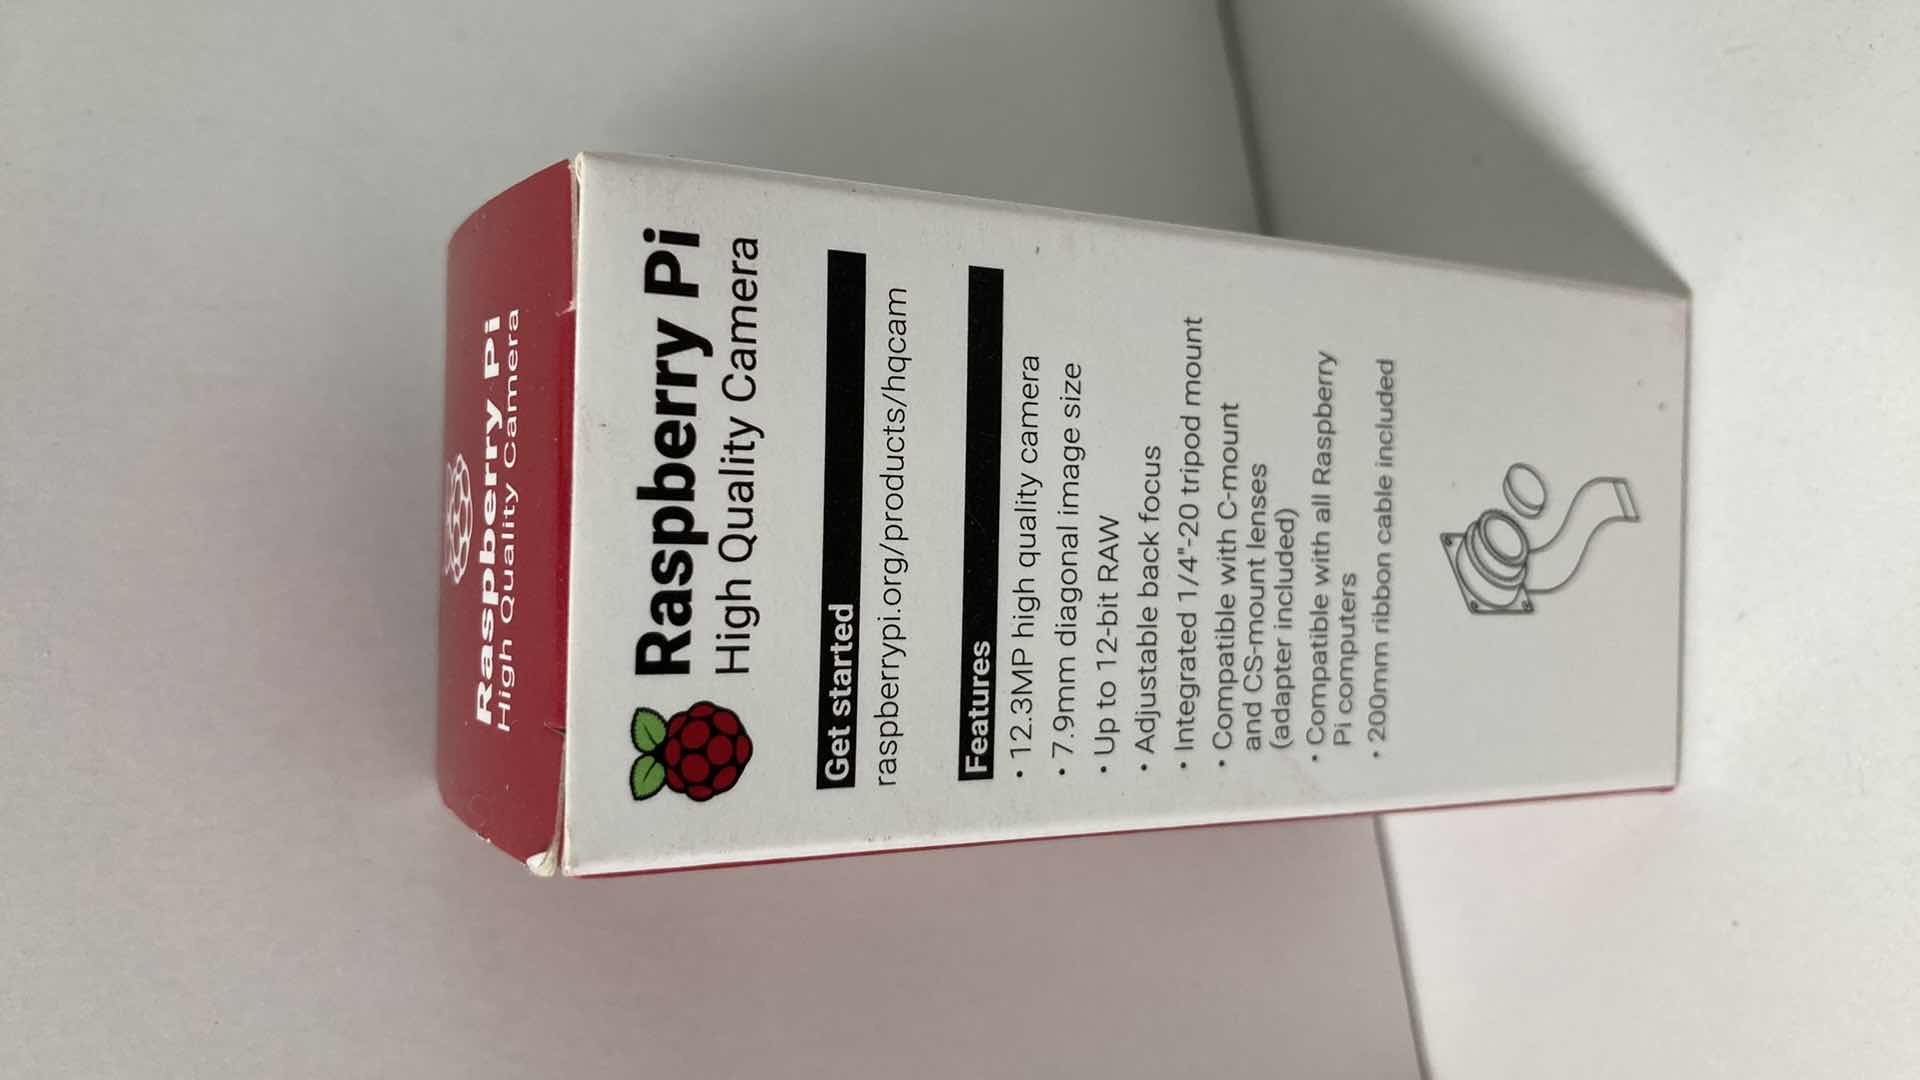 Raspberry Pi
High Quality Camera
Raspberry Pi
High Quality Camera
Get started
raspberrypi.org/products/hqcam
Features
• 12.3MP high quality camera
• 7.9mm diagonal image size
• Up to 12-bit RAW
• Adjustable back focus
• Integrated 1/4"-20 tripod mount
• Compatible with C-mount
and CS-mount lenses
(adapter included)
• Compatible with all Raspberry
Pi computers
• 200mm ribbon cable included